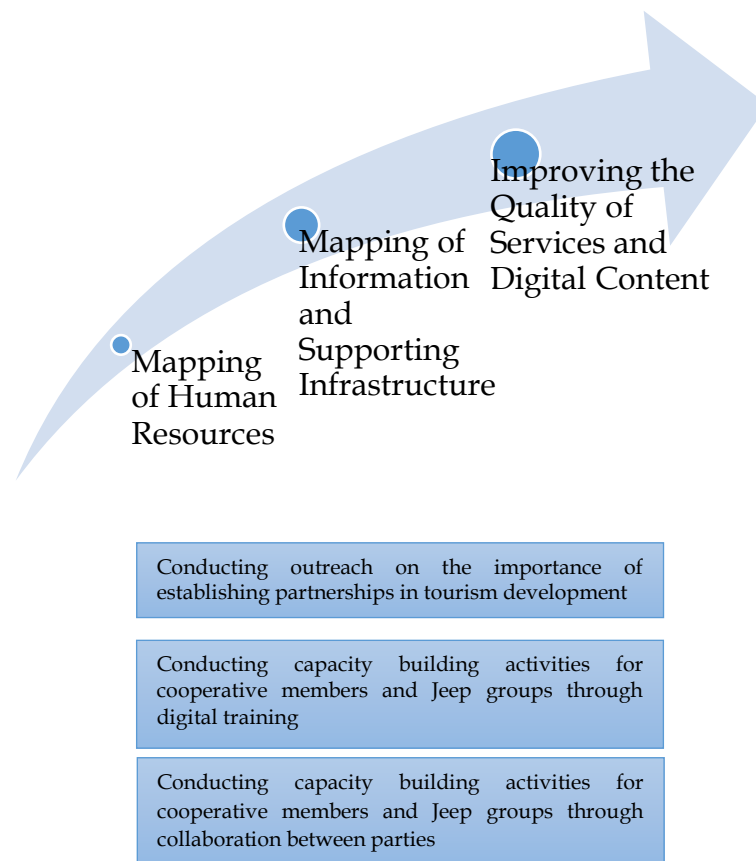 Mapping
of Human
Resources
Mapping of
Information
and
Supporting
Infrastructure
Improving the
Quality of
Services and
Digital Content
Conducting outreach on the importance of
establishing partnerships in tourism development
Conducting capacity building activities for
cooperative members and Jeep groups through
digital training
Conducting capacity building activities for
cooperative members and Jeep groups through
collaboration between parties